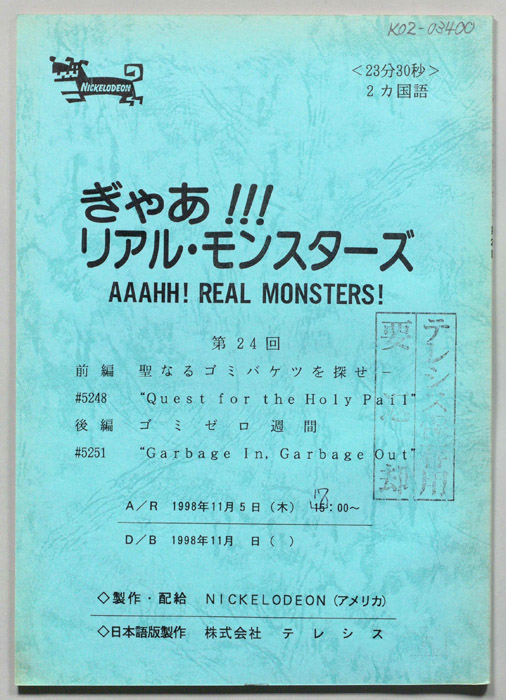 K02-03400
NICKELODEON
<23分30秒>
2カ国語
ぎゃあ!!!
リアル・モンスターズ
AAAHH! REAL MONSTERS!
第24回
前編 聖なるゴミバケツを探せ－
#5248 "Quest for the Holy Pail"
後編 ゴミゼロ週間
#5251 "Garbage In, Garbage Out"
テレシス 用
要 却
A/R 1998年11月5日(木) :00～
D/B 1998年11月 日( )
◇製作・配給 NICKELODEON(アメリカ)
◇日本語版製作 株式会社 テレシス